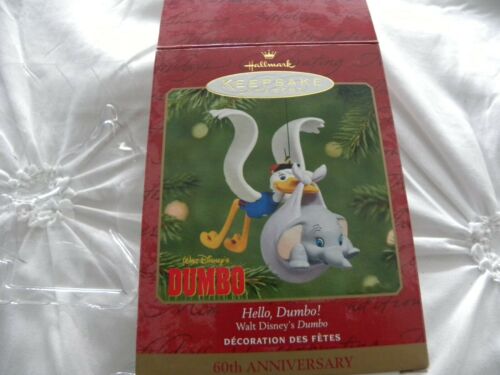 Hallmark
KEEPSAKE
Walt Disney's
DUMBO
Hello, Dumbo!
Walt Disney's Dumbo
DÉCORATION DES FÊTES
60th ANNIVERSARY